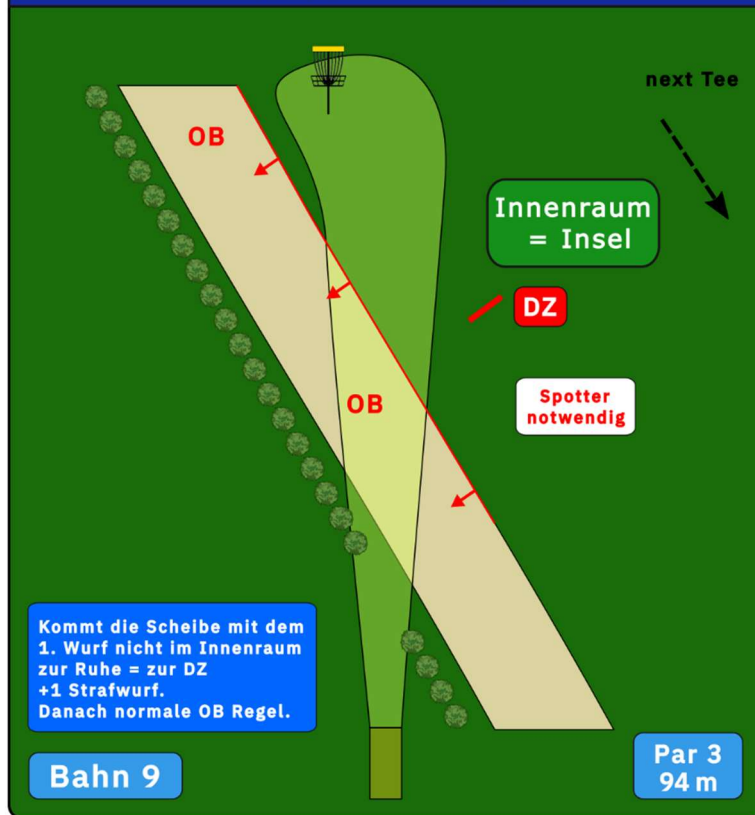 OB
next Tee
Innenraum
= Insel
DZ
OB
Spotter
notwendig
Kommt die Scheibe mit dem
1. Wurf nicht im Innenraum
zur Ruhe = zur DZ
+1 Strafwurf.
Danach normale OB Regel.
Bahn 9
Par 3
94 m